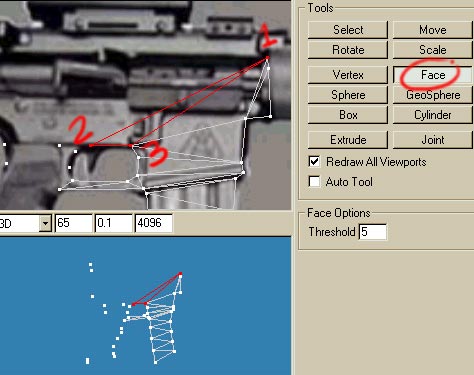 Tools
Select Move
Rotate Scale
Vertex Face
Sphere GeoSphere
Box Cylinder
Extrude Joint
Redraw All Viewports
Auto Tool
Face Options
Threshold 5
1
2
3
3D 65 0.1 4096